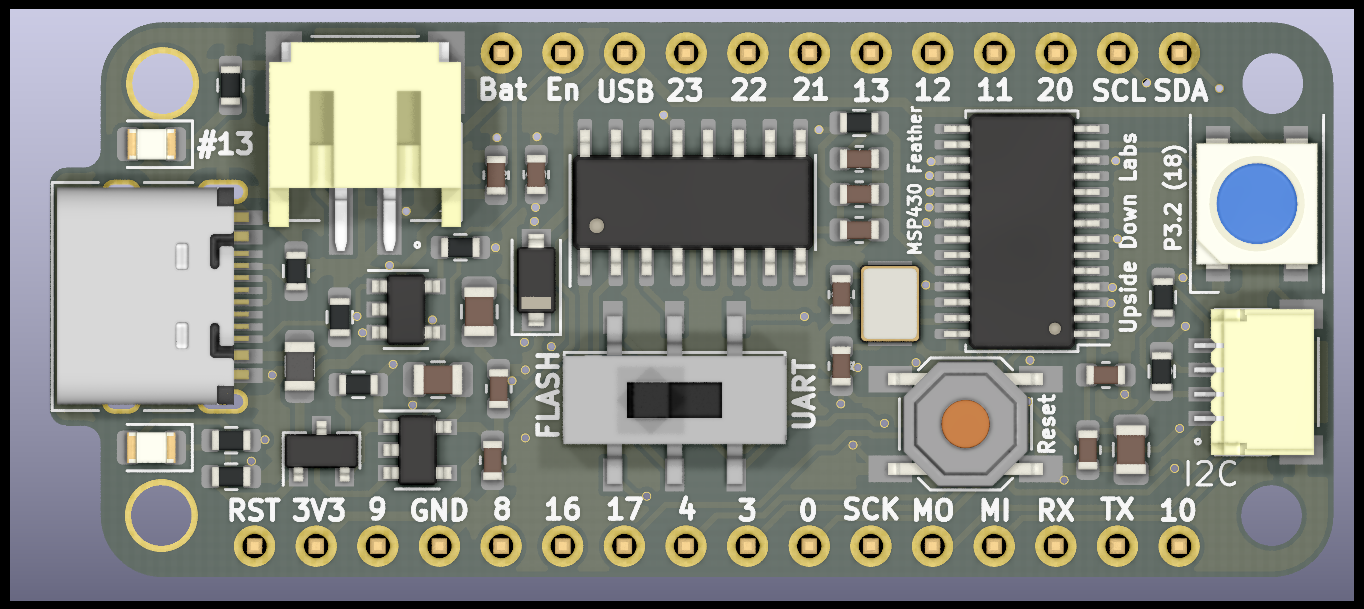 Bat En USB 23 22 21 13 12 11 20 SCL SDA
#13
MSP430 Feather
Upside Down Labs
P3.2 (18)
FLASH
UART
Reset
I2C
RST 3V3 9 GND 8 16 17 4 3 0 SCK MO MI RX TX 10